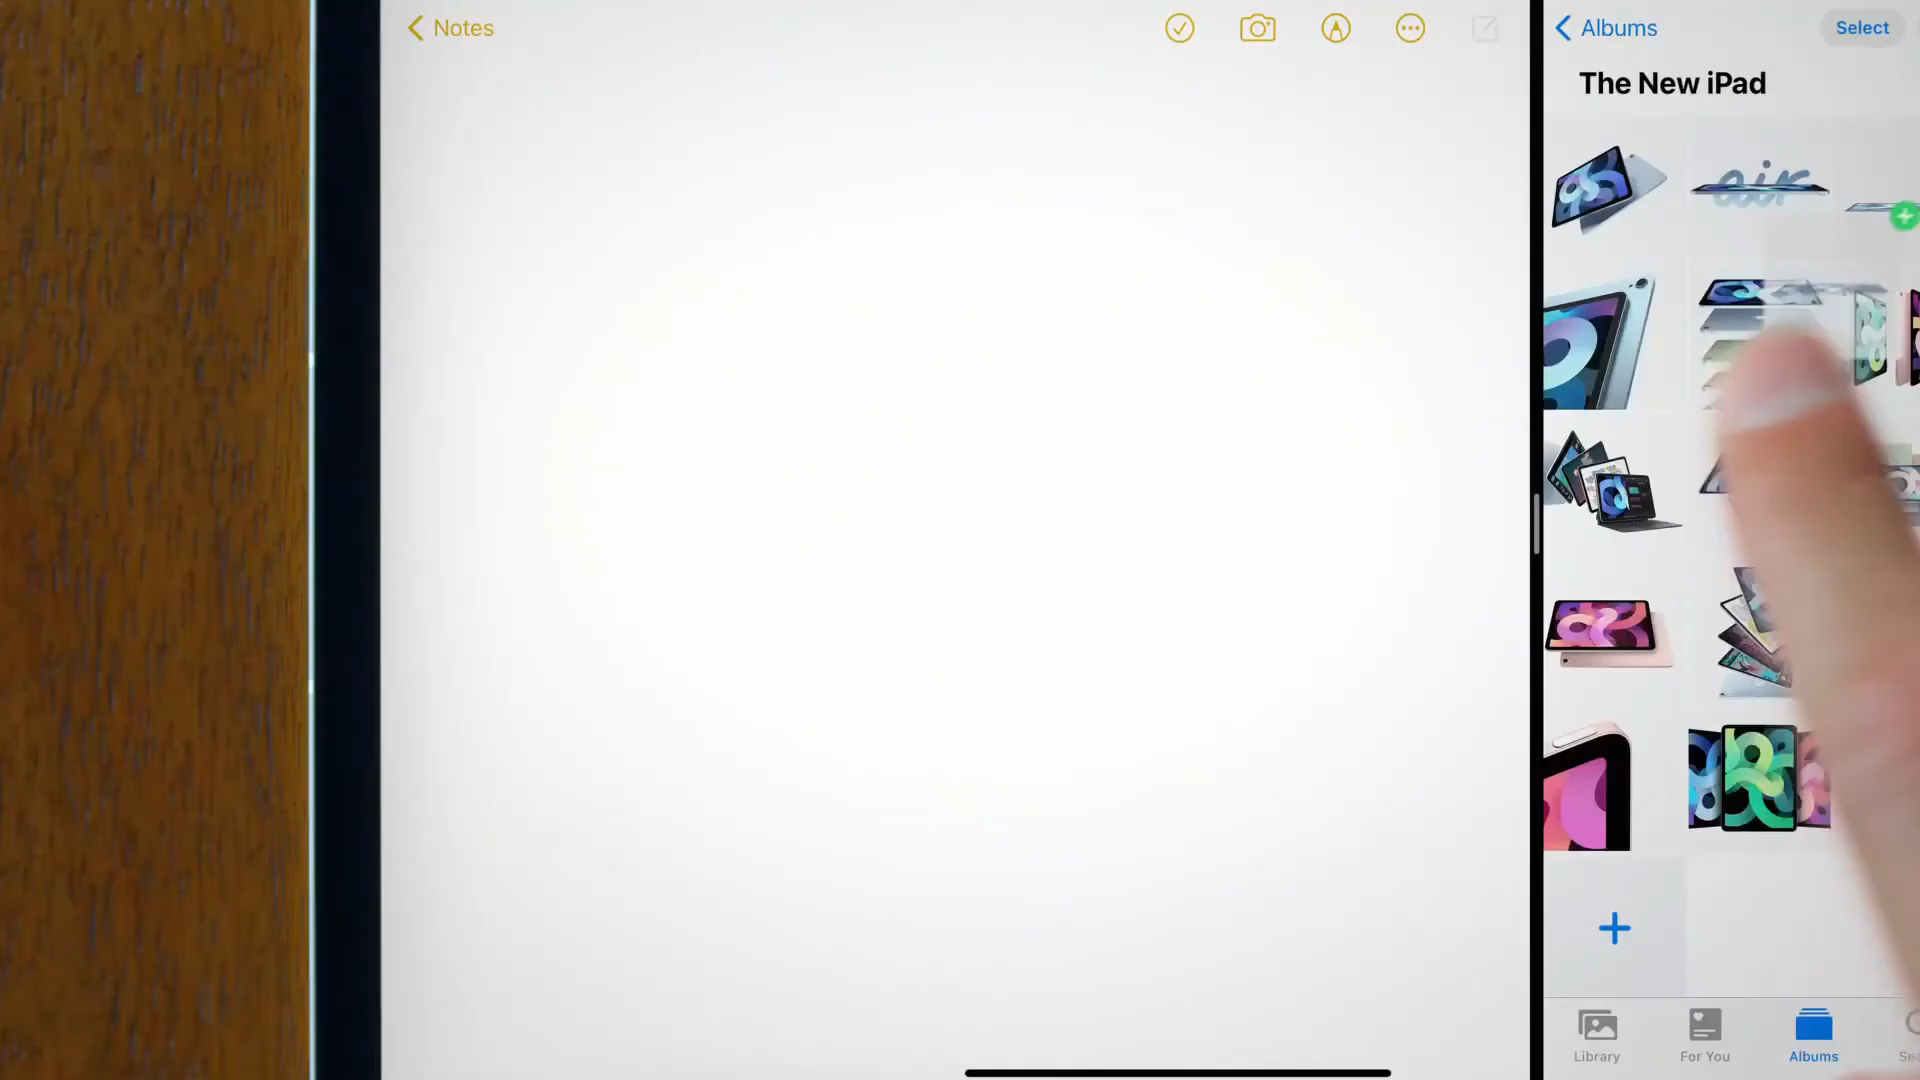 Notes
Albums
Select
The New iPad
air
Library
For You
Albums